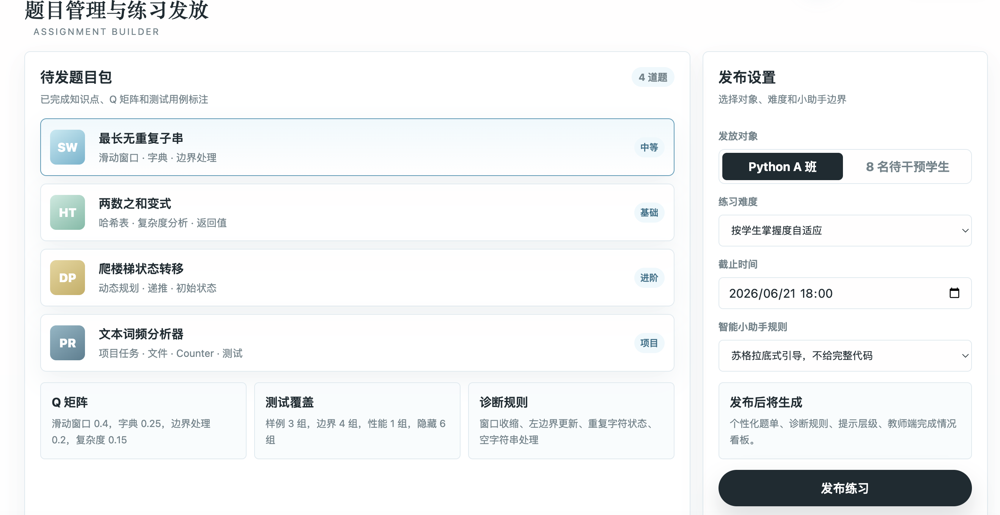 题目管理与练习发放
ASSIGNMENT BUILDER
待发题目包
4 道题
已完成知识点、Q 矩阵和测试用例标注
SW
最长无重复子串
滑动窗口 · 字典 · 边界处理
中等
HT
两数之和变式
哈希表 · 复杂度分析 · 返回值
基础
DP
爬楼梯状态转移
动态规划 · 递推 · 初始状态
进阶
PR
文本词频分析器
项目任务 · 文件 · Counter · 测试
项目
Q 矩阵
滑动窗口 0.4，字典 0.25，边界处理
0.2，复杂度 0.15
测试覆盖
样例 3 组，边界 4 组，性能 1 组，隐藏 6
组
诊断规则
窗口收缩、左边界更新、重复字符状态、
空字符串处理
发布设置
选择对象、难度和小助手边界
发放对象
Python A 班
8 名待干预学生
练习难度
按学生掌握度自适应
截止时间
2026/06/21 18:00
智能小助手规则
苏格拉底式引导，不给完整代码
发布后将生成
个性化题单、诊断规则、提示层级、教师端完成情况
看板。
发布练习